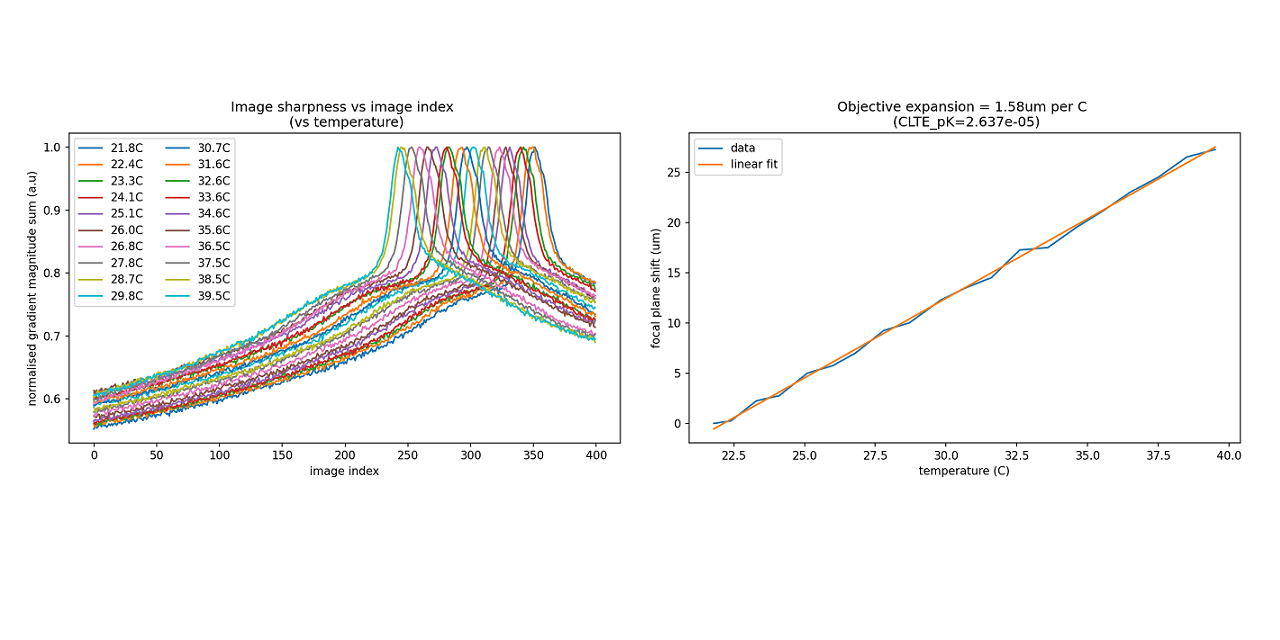 Image sharpness vs image index
(vs temperature)
normalised gradient magnitude sum (a.u)
1.0
0.9
0.8
0.7
0.6
21.8C 30.7C
22.4C 31.6C
23.3C 32.6C
24.1C 33.6C
25.1C 34.6C
26.0C 35.6C
26.8C 36.5C
27.8C 37.5C
28.7C 38.5C
29.8C 39.5C
0 50 100 150 200 250 300 350 400
image index
Objective expansion = 1.58um per C
(CLTE_pK=2.637e-05)
focal plane shift (um)
25
20
15
10
5
0
data
linear fit
22.5 25.0 27.5 30.0 32.5 35.0 37.5 40.0
temperature (C)